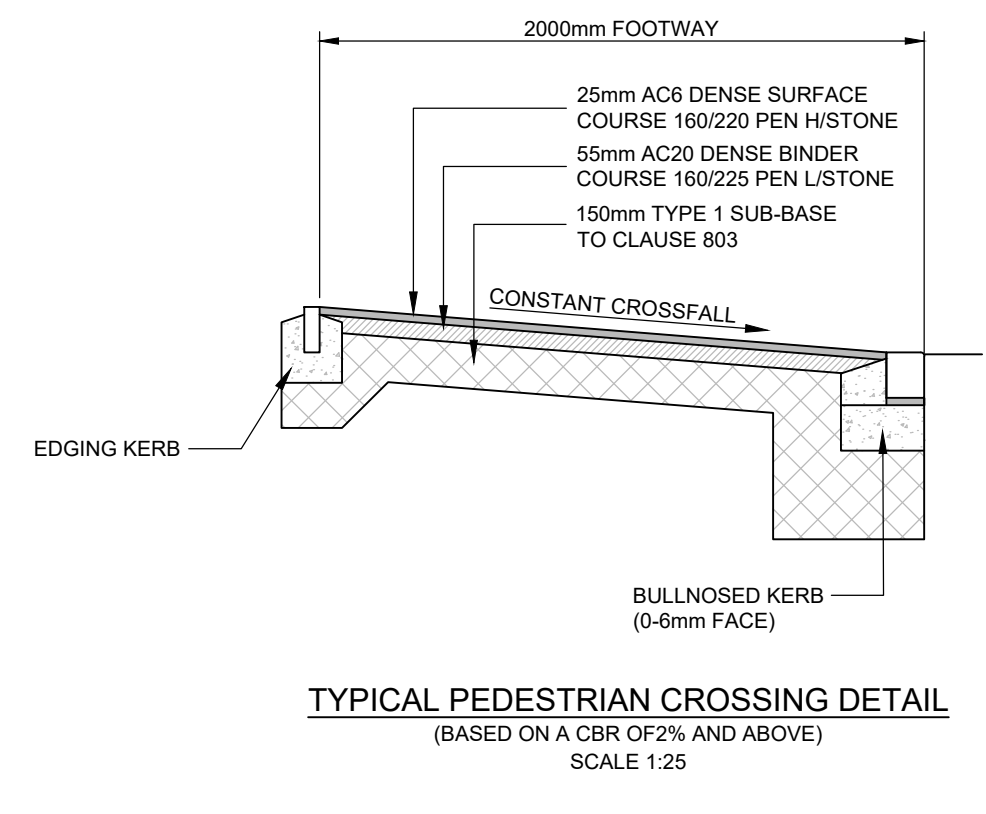 2000mm FOOTWAY
25mm AC6 DENSE SURFACE
COURSE 160/220 PEN H/STONE
55mm AC20 DENSE BINDER
COURSE 160/225 PEN L/STONE
150mm TYPE 1 SUB-BASE
TO CLAUSE 803
CONSTANT CROSSFALL
EDGING KERB
BULLNOSED KERB
(0-6mm FACE)
TYPICAL PEDESTRIAN CROSSING DETAIL
(BASED ON A CBR OF2% AND ABOVE)
SCALE 1:25